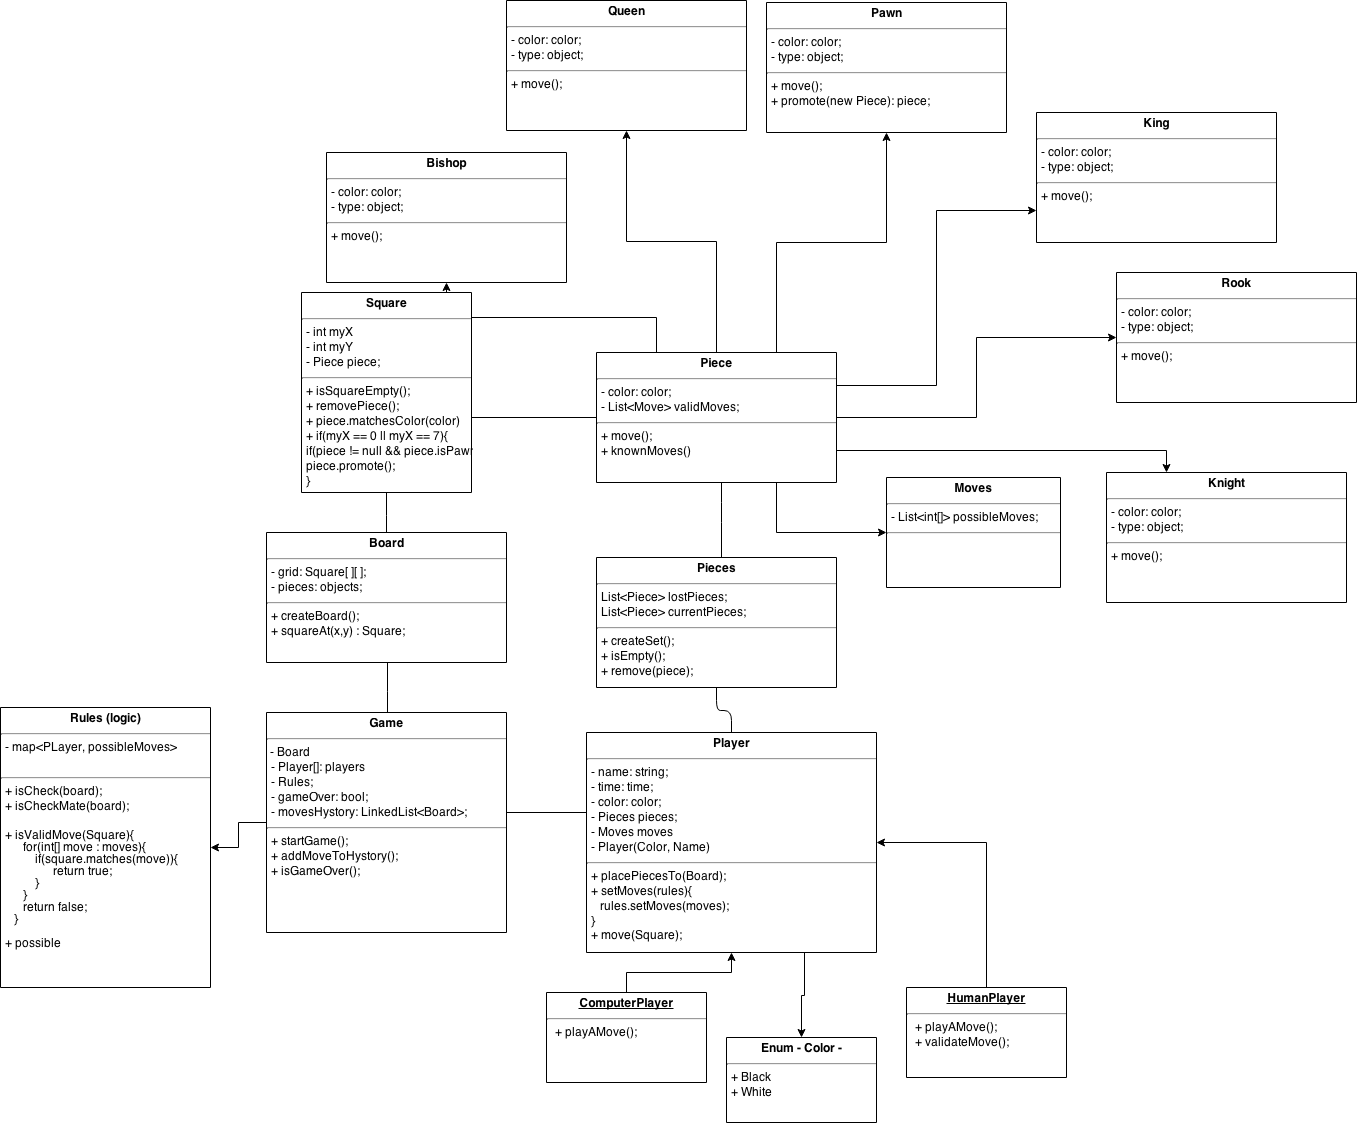 Queen
- color: color;
- type: object;
+ move();
Pawn
- color: color;
- type: object;
+ move();
+ promote(new Piece): piece;
King
- color: color;
- type: object;
+ move();
Bishop
- color: color;
- type: object;
+ move();
Rook
- color: color;
- type: object;
+ move();
Square
- int myX
- int myY
- Piece piece;
+ isSquareEmpty();
+ removePiece();
+ piece.matchesColor(color)
+ if(myX == 0 || myX == 7){
if(piece != null && piece.isPaw
piece.promote();
}
Piece
- color: color;
- List<Move> validMoves;
+ move();
+ knownMoves()
Knight
- color: color;
- type: object;
+ move();
Moves
- List<int[]> possibleMoves;
Board
- grid: Square[ ][ ];
- pieces: objects;
+ createBoard();
+ squareAt(x,y) : Square;
Pieces
List<Piece> lostPieces;
List<Piece> currentPieces;
+ createSet();
+ isEmpty();
+ remove(piece);
Rules (logic)
- map<PLayer, possibleMoves>
+ isCheck(board);
+ isCheckMate(board);
+ isValidMove(Square){
for(int[] move : moves){
if(square.matches(move)){
return true;
}
}
return false;
}
+ possible
Game
- Board
- Player[]: players
- Rules;
- gameOver: bool;
- movesHystory: LinkedList<Board>;
+ startGame();
+ addMoveToHystory();
+ isGameOver();
Player
- name: string;
- time: time;
- color: color;
- Pieces pieces;
- Moves moves
- Player(Color, Name)
+ placePiecesTo(Board);
+ setMoves(rules){
rules.setMoves(moves);
}
+ move(Square);
ComputerPlayer
+ playAMove();
Enum - Color -
+ Black
+ White
HumanPlayer
+ playAMove();
+ validateMove();